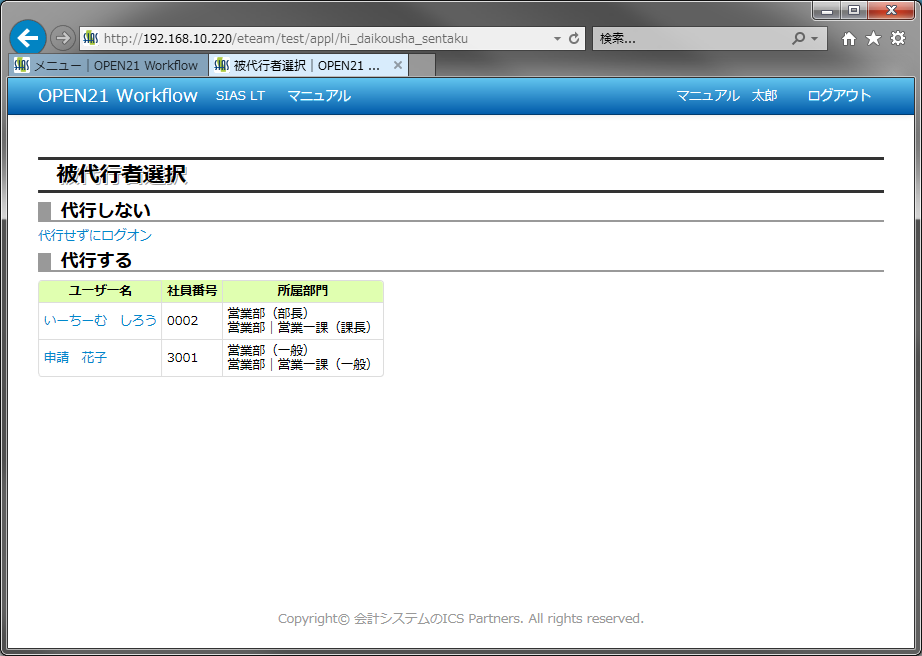 http://192.168.10.220/eteam/test/appl/hi_daikousha_sentaku
検索...
メニュー｜OPEN21 Workflow
被代行者選択｜OPEN21 ...
OPEN21 Workflow SIAS LT マニュアル マニュアル 太郎 ログアウト
被代行者選択
代行しない
代行せずにログオン
代行する
ユーザー名 社員番号 所属部門
いーちーむ　しろう 0002 営業部（部長）
営業部｜営業一課（課長）
申請　花子 3001 営業部（一般）
営業部｜営業一課（一般）
Copyright© 会計システムのICS Partners. All rights reserved.